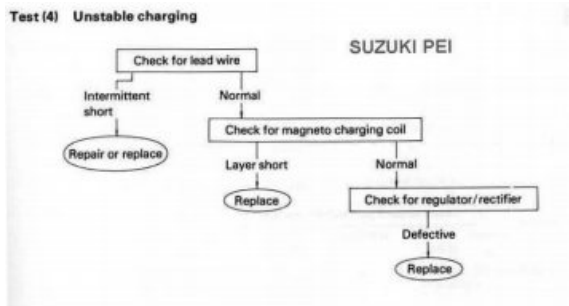 Test (4) Unstable charging
SUZUKI PEI
Check for lead wire
Intermittent
short
Normal
Repair or replace
Check for magneto charging coil
Layer short
Normal
Replace
Check for regulator/rectifier
Defective
Replace